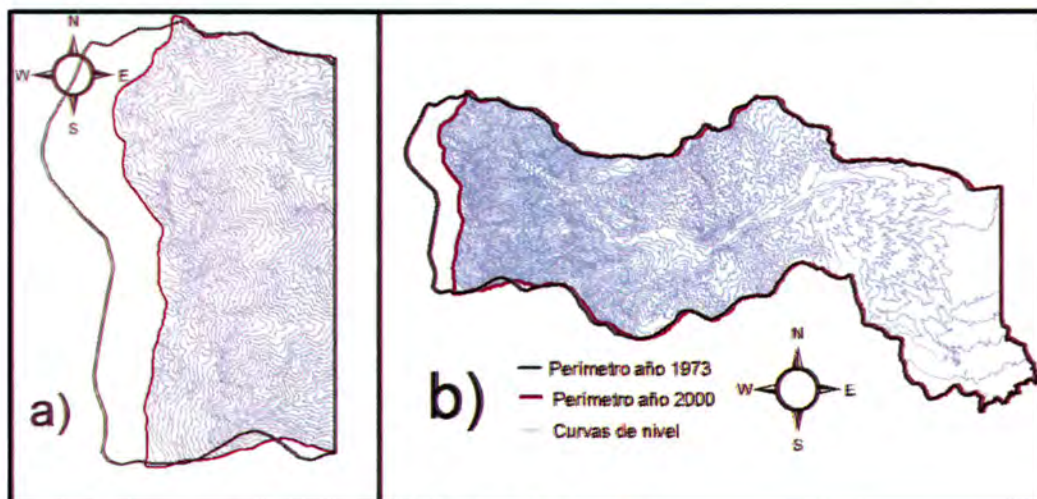 N
W E
S
a)
b)
Perímetro año 1973
Perímetro año 2000
Curvas de nivel
N
W E
S